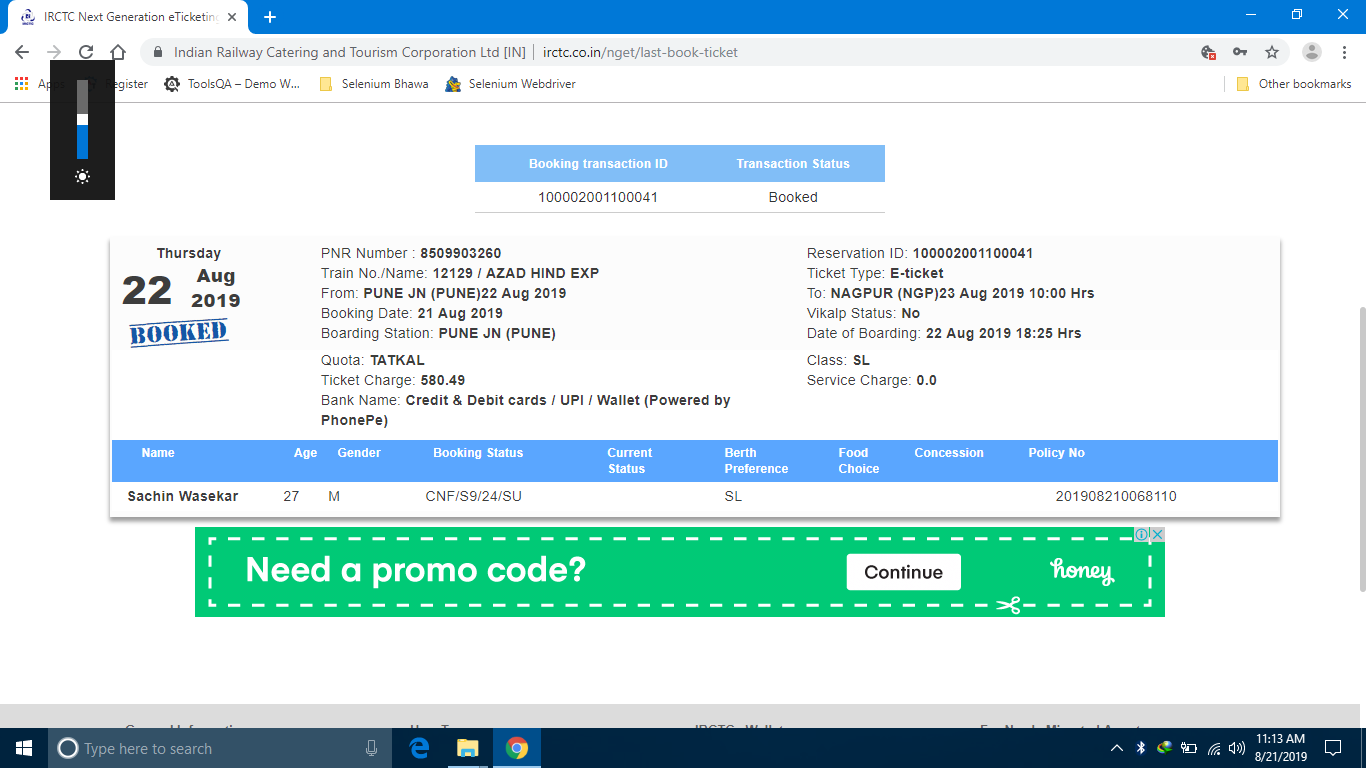 IRCTC Next Generation eTicketing
Indian Railway Catering and Tourism Corporation Ltd [IN] irctc.co.in/nget/last-book-ticket
Register ToolsQA – Demo W... Selenium Bhawa Selenium Webdriver Other bookmarks
Booking transaction ID Transaction Status
100002001100041 Booked
Thursday
22 Aug
2019
BOOKED
PNR Number : 8509903260 Reservation ID: 100002001100041
Train No./Name: 12129 / AZAD HIND EXP Ticket Type: E-ticket
From: PUNE JN (PUNE)22 Aug 2019 To: NAGPUR (NGP)23 Aug 2019 10:00 Hrs
Booking Date: 21 Aug 2019 Vikalp Status: No
Boarding Station: PUNE JN (PUNE) Date of Boarding: 22 Aug 2019 18:25 Hrs
Quota: TATKAL Class: SL
Ticket Charge: 580.49 Service Charge: 0.0
Bank Name: Credit & Debit cards / UPI / Wallet (Powered by
PhonePe)
Name Age Gender Booking Status Current Status Berth Preference Food Choice Concession Policy No
Sachin Wasekar 27 M CNF/S9/24/SU SL 201908210068110
Need a promo code? Continue honey
Type here to search
11:13 AM
8/21/2019